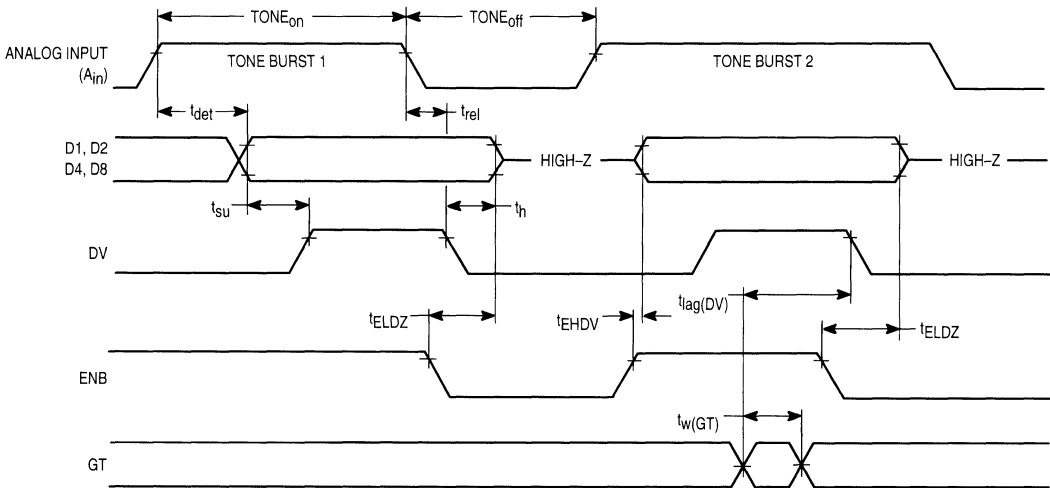 TONEon
TONEoff
ANALOG INPUT
(Ain)
TONE BURST 1
TONE BURST 2
tdet
trel
D1, D2
D4, D8
HIGH–Z
HIGH–Z
tsu
th
DV
tlag(DV)
tELDZ
tEHDV
tELDZ
ENB
tw(GT)
GT